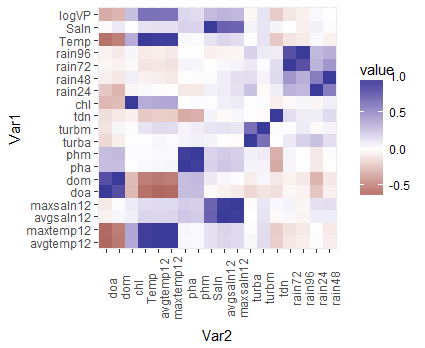 logVP
Saln
Temp
rain96
rain72
rain48
rain24
chl
tdn
turbm
turba
phm
pha
dom
doa
maxsaln12
avgsaln12
maxtemp12
avgtemp12
Var1
doa
dom
chl
Temp
avgtemp12
maxtemp12
pha
phm
Saln
avgsaln12
maxsaln12
turba
turbm
tdn
rain72
rain96
rain24
rain48
Var2
value
1.0
0.5
0.0
-0.5